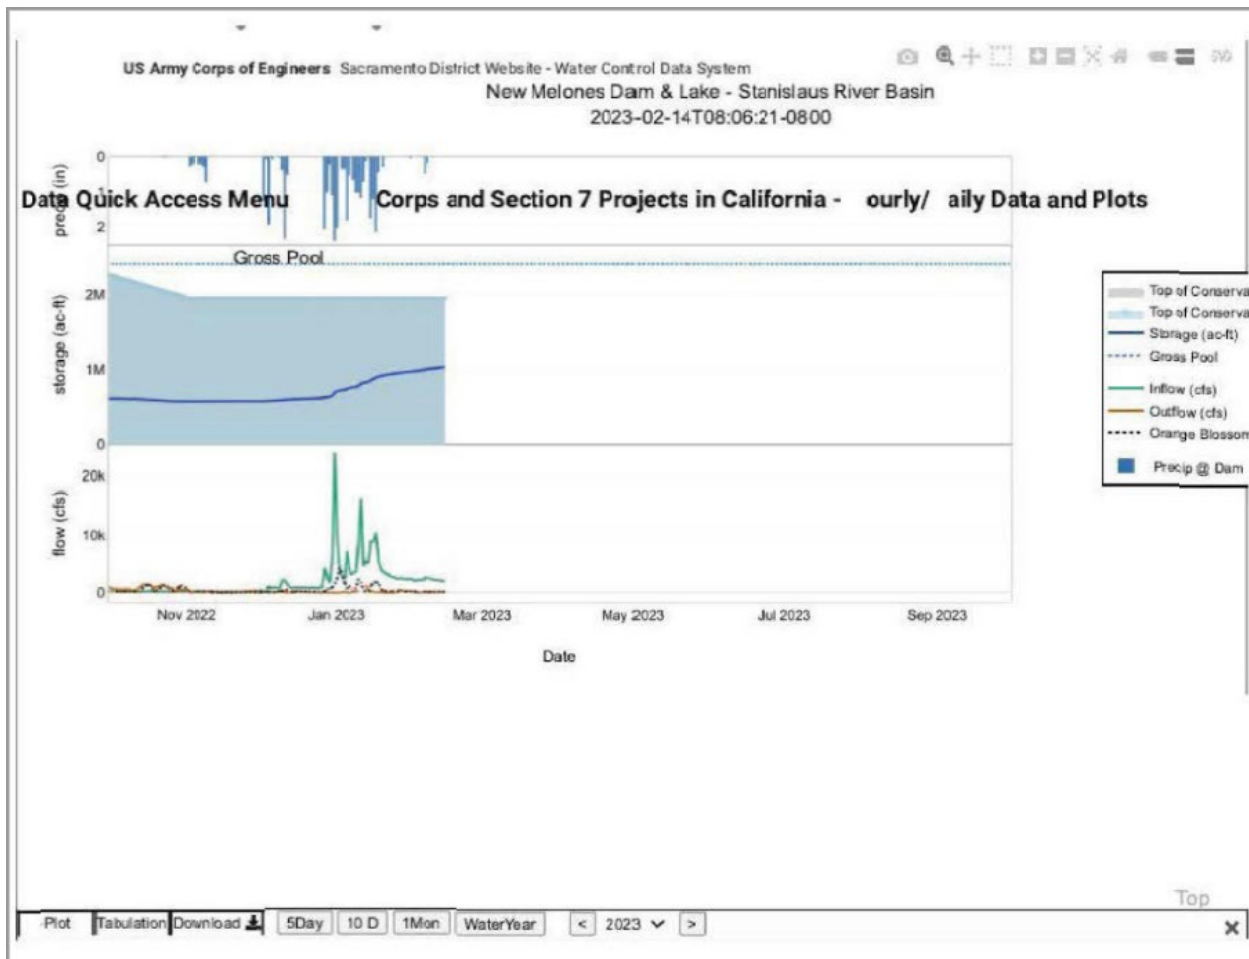 US Army Corps of Engineers Sacramento District Website - Water Control Data System
New Melones Dam & Lake - Stanislaus River Basin
2023-02-14T08:06:21-0800
Data Quick Access Menu Corps and Section 7 Projects in California - ourly/ aily Data and Plots
precip (in)
0
1
2
Gross Pool
storage (ac-ft)
2M
1M
0
flow (cfs)
20k
10k
0
Nov 2022 Jan 2023 Mar 2023 May 2023 Jul 2023 Sep 2023
Date
Top of Conserva
Top of Conserva
Storage (ac-ft)
Gross Pool
Inflow (cfs)
Outflow (cfs)
Orange Blossom
Precip @ Dam
Top
Plot Tabulation Download 5Day 10 D 1Mon WaterYear < 2023 >